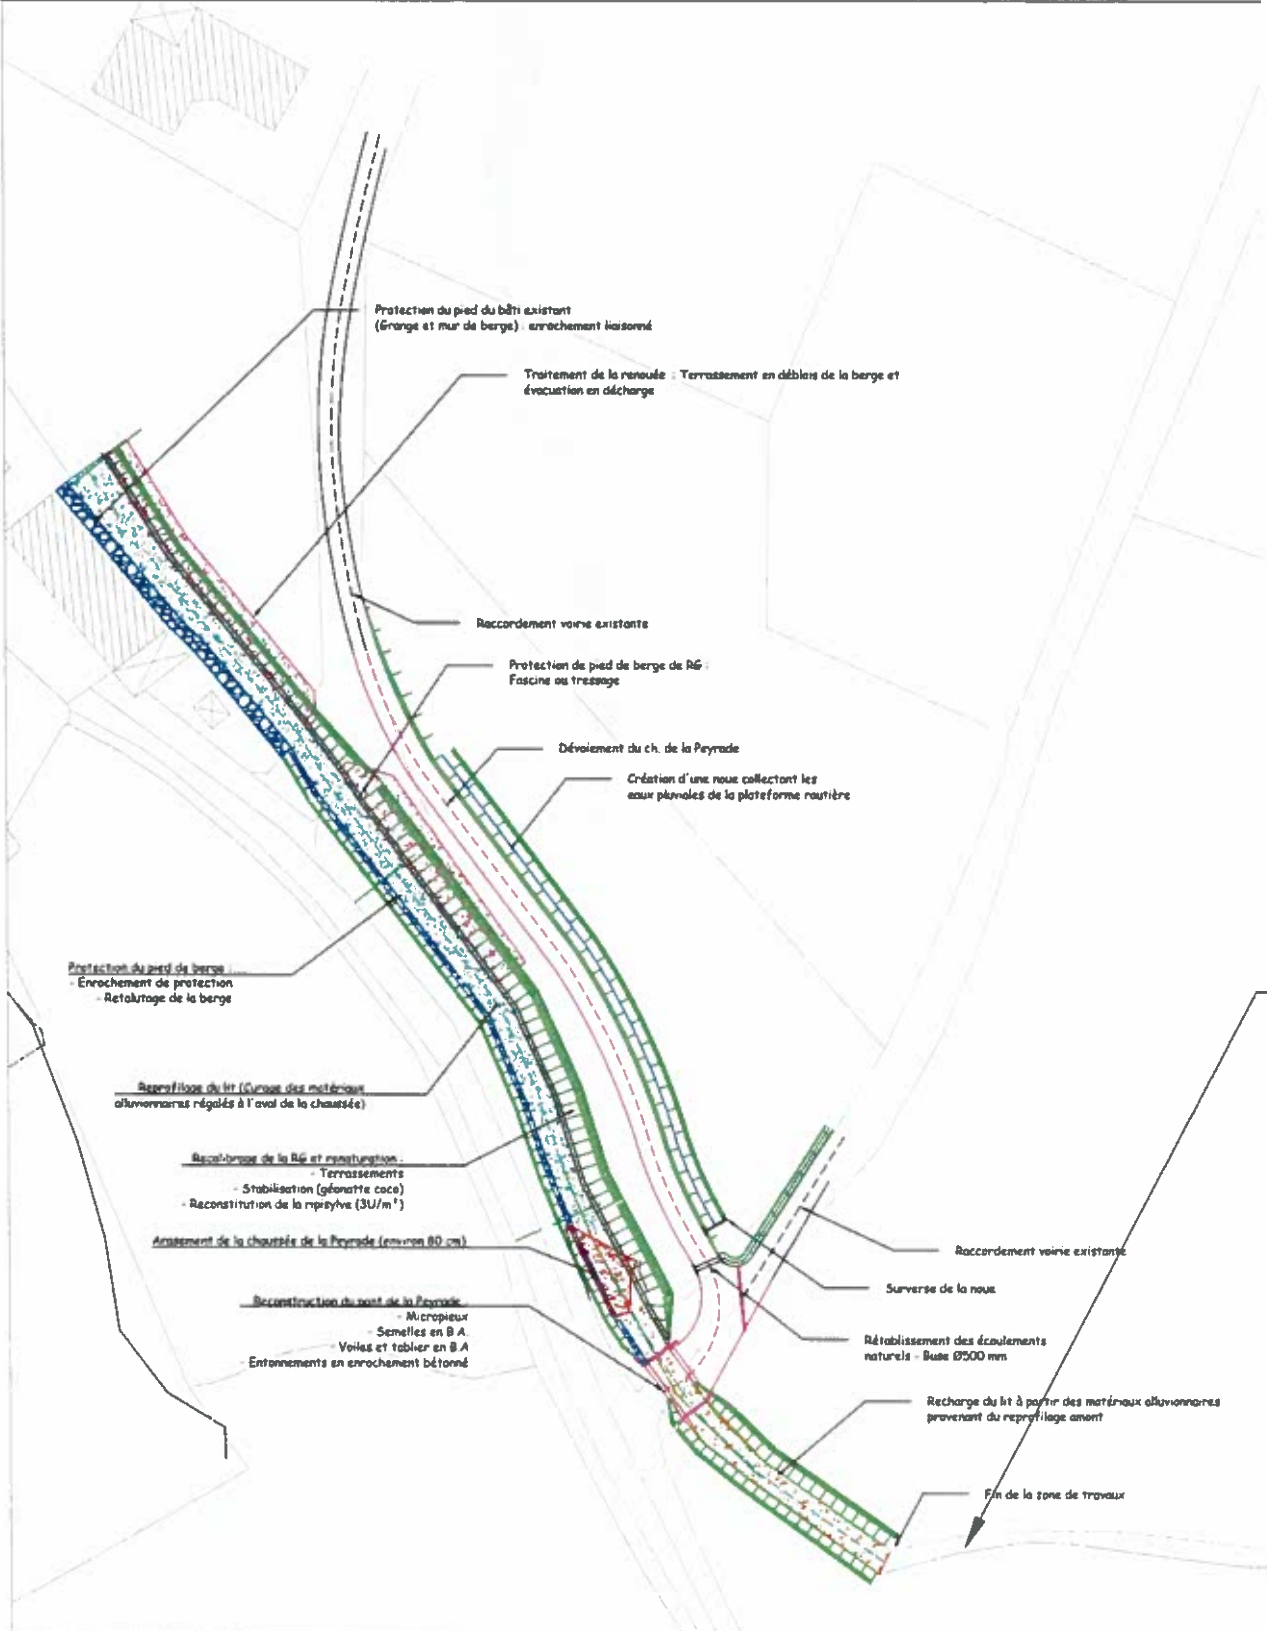 Protection du pied du bâti existant
(Grange et mur de berge) : enrochement liaisonné
Traitement de la renouée : Terrassement en déblais de la berge et
évacuation en décharge
Raccordement voirie existante
Protection de pied de berge de RG :
Fascine ou tressage
Dévoiement du ch. de la Peyrade
Création d'une noue collectant les
eaux pluviales de la plateforme routière
Protection du pied de berge :
- Enrochement de protection
- Retalutage de la berge
Reprofilage du lit (Curage des matériaux
alluvionnaires régalés à l'aval de la chaussée)
Recalibrage de la RG et renaturation :
- Terrassements
- Stabilisation (géonatte coco)
- Reconstitution de la ripisylve (3U/m²)
Arasement de la chaussée de la Peyrade (environ 80 cm)
Raccordement voirie existante
Surverse de la noue
Reconstruction du pont de la Peyrade :
- Micropieux
- Semelles en B.A.
- Voiles et tablier en B.A
- Entonnements en enrochement bétonné
Rétablissement des écoulements
naturels - Buse Ø500 mm
Recharge du lit à partir des matériaux alluvionnaires
provenant du reprofilage amont
Fin de la zone de travaux